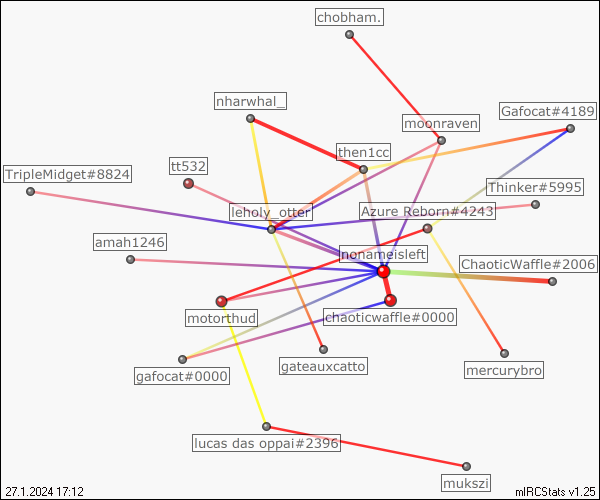 chobham.
nharwhal_
Gafocat#4189
moonraven
then1cc
tt532
TripleMidget#8824
Thinker#5995
leholy_otter
Azure_Reborn#4243
amah1246
nonameisleft
ChaoticWaffle#2006
motorthud
chaoticwaffle#0000
gafocat#0000
gateauxcatto
mercurybro
lucas das oppai#2396
mukszi
27.1.2024 17:12
mIRCStats v1.25